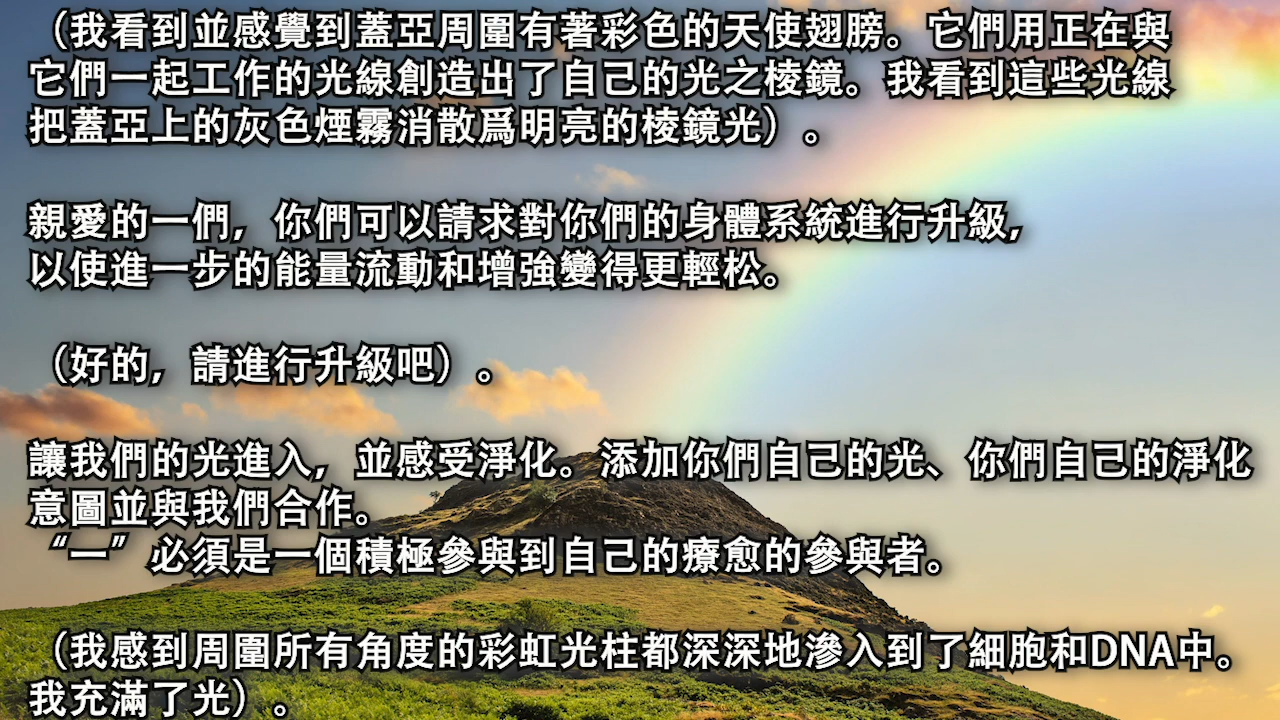 （我看到並感覺到蓋亞周圍有著彩色的天使翅膀。它們用正在與
它們一起工作的光線創造出了自己的光之棱鏡。我看到這些光線
把蓋亞上的灰色煙霧消散爲明亮的棱鏡光）。
親愛的一們，你們可以請求對你們的身體系統進行升級，
以使進一步的能量流動和增強變得更輕松。
（好的，請進行升級吧）。
讓我們的光進入，並感受淨化。添加你們自己的光、你們自己的淨化
意圖並與我們合作。
“一”必須是一個積極參與到自己的療愈的參與者。
（我感到周圍所有角度的彩虹光柱都深深地滲入到了細胞和DNA中。
我充滿了光）。